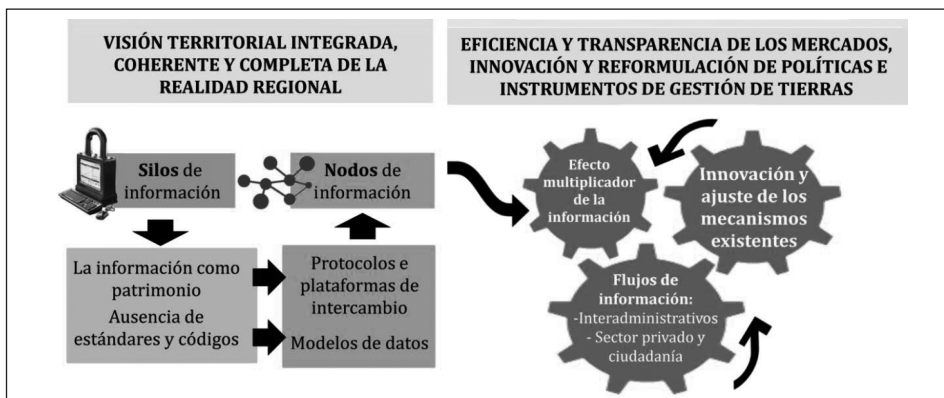 VISIÓN TERRITORIAL INTEGRADA,
COHERENTE Y COMPLETA DE LA
REALIDAD REGIONAL
EFICIENCIA Y TRANSPARENCIA DE LOS MERCADOS,
INNOVACIÓN Y REFORMULACIÓN DE POLÍTICAS E
INSTRUMENTOS DE GESTIÓN DE TIERRAS
Silos de
información
Nodos de
información
La información como
patrimonio
Ausencia de
estándares y códigos
Protocolos e
plataformas de
intercambio
Modelos de datos
Efecto
multiplicador
de la
información
Innovación y
ajuste de los
mecanismos
existentes
Flujos de
información:
-Interadministrativos
- Sector privado y
ciudadanía